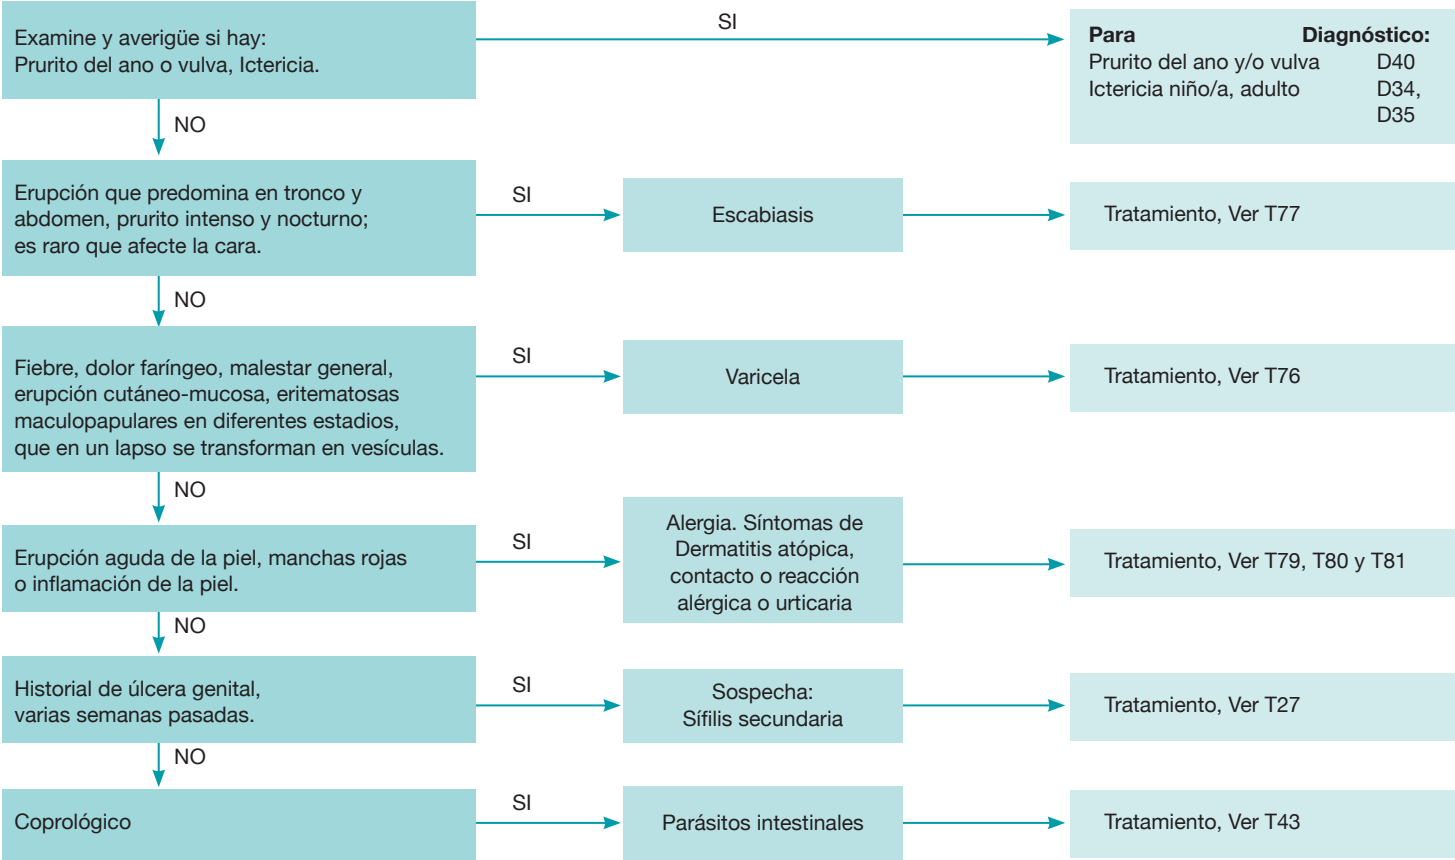 Examine y averigüe si hay:
Prurito del ano o vulva, Ictericia.
SI
Para Diagnóstico:
Prurito del ano y/o vulva D40
Ictericia niño/a, adulto D34,
D35
NO
Erupción que predomina en tronco y
abdomen, prurito intenso y nocturno;
es raro que afecte la cara.
SI
Escabiasis
Tratamiento, Ver T77
NO
Fiebre, dolor faríngeo, malestar general,
erupción cutáneo-mucosa, eritematosas
maculopapulares en diferentes estadios,
que en un lapso se transforman en vesículas.
SI
Varicela
Tratamiento, Ver T76
NO
Erupción aguda de la piel, manchas rojas
o inflamación de la piel.
SI
Alergia. Síntomas de
Dermatitis atópica,
contacto o reacción
alérgica o urticaria
Tratamiento, Ver T79, T80 y T81
NO
Historial de úlcera genital,
varias semanas pasadas.
SI
Sospecha:
Sífilis secundaria
Tratamiento, Ver T27
NO
Coprológico
SI
Parásitos intestinales
Tratamiento, Ver T43